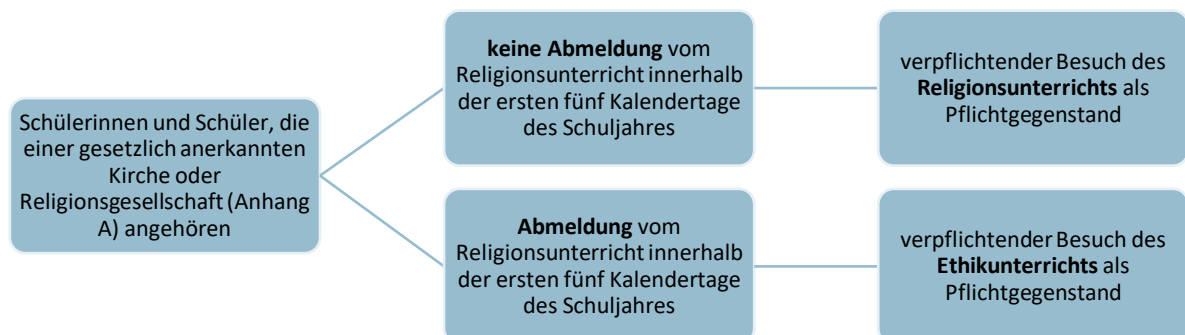 Schülerinnen und Schüler, die
einer gesetzlich anerkannten
Kirche oder
Religionsgesellschaft (Anhang
A) angehören
keine Abmeldung vom
Religionsunterricht innerhalb
der ersten fünf Kalendertage
des Schuljahres
verpflichtender Besuch des
Religionsunterrichts als
Pflichtgegenstand
Abmeldung vom
Religionsunterricht innerhalb
der ersten fünf Kalendertage
des Schuljahres
verpflichtender Besuch des
Ethikunterrichts als
Pflichtgegenstand